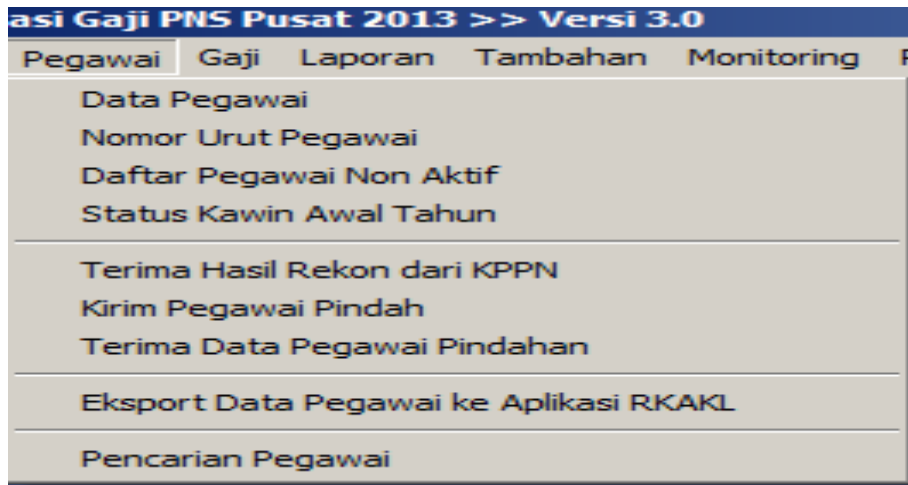 asi Gaji PNS Pusat 2013 >> Versi 3.0
Pegawai Gaji Laporan Tambahan Monitoring
Data Pegawai
Nomor Urut Pegawai
Daftar Pegawai Non Aktif
Status Kawin Awal Tahun
Terima Hasil Rekon dari KPPN
Kirim Pegawai Pindah
Terima Data Pegawai Pindahan
Eksport Data Pegawai ke Aplikasi RKAKL
Pencarian Pegawai